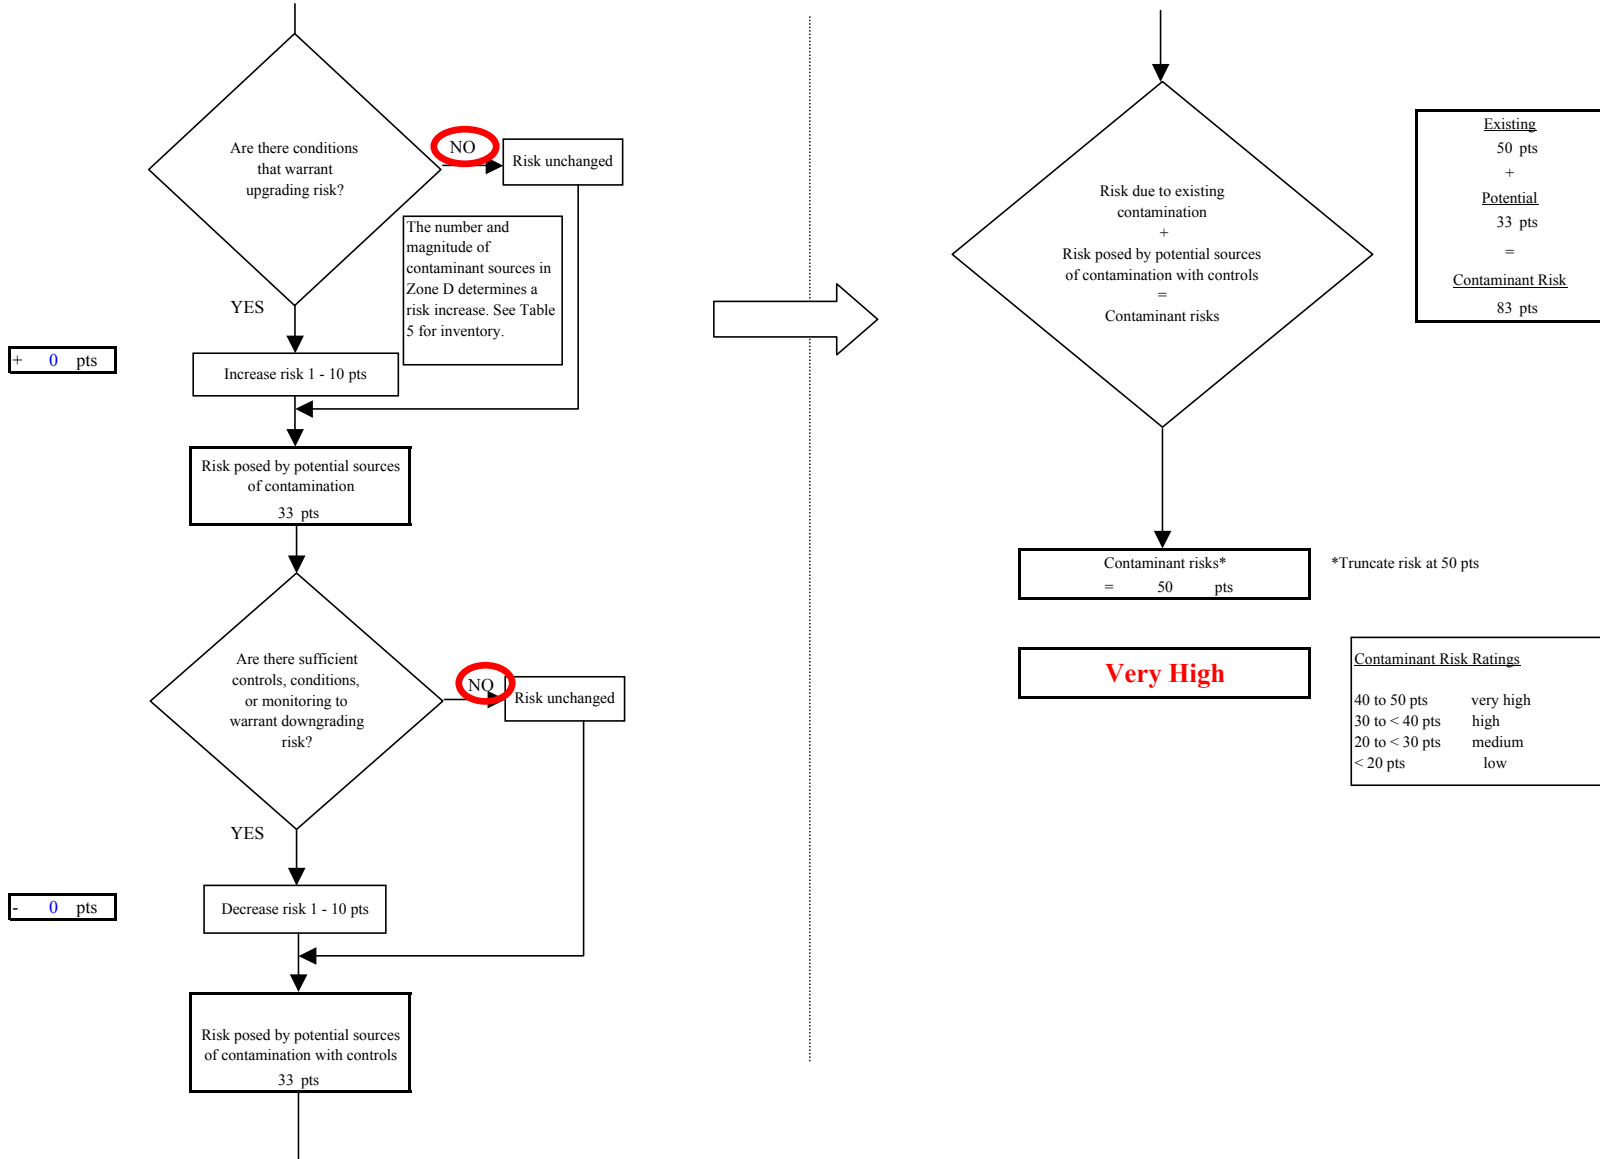 Are there conditions
that warrant
upgrading risk?
NO
Risk unchanged
The number and
magnitude of
contaminant sources in
Zone D determines a
risk increase. See Table
5 for inventory.
YES
+ 0 pts
Increase risk 1 - 10 pts
Risk posed by potential sources
of contamination
33 pts
Are there sufficient
controls, conditions,
or monitoring to
warrant downgrading
risk?
NO
Risk unchanged
YES
- 0 pts
Decrease risk 1 - 10 pts
Risk posed by potential sources
of contamination with controls
33 pts
Risk due to existing
contamination
+
Risk posed by potential sources
of contamination with controls
=
Contaminant risks
Existing
50 pts
+
Potential
33 pts
=
Contaminant Risk
83 pts
Contaminant risks*
= 50 pts
*Truncate risk at 50 pts
Very High
Contaminant Risk Ratings
40 to 50 pts very high
30 to < 40 pts high
20 to < 30 pts medium
< 20 pts low